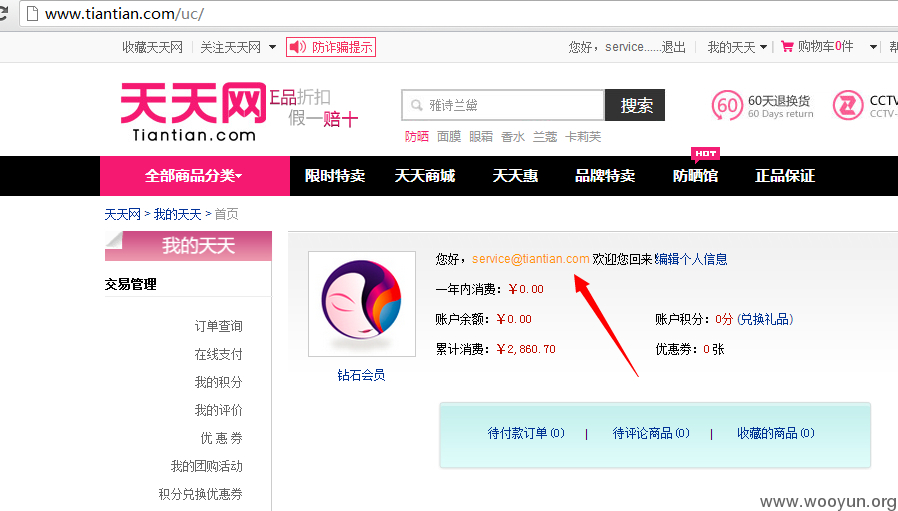 www.tiantian.com/uc/
收藏天天网 关注天天网 防诈骗提示 您好，service......退出 我的天天 购物车0件 帮
天天网 正品折扣
Tiantian.com 假一赔十
雅诗兰黛 搜索
防晒 面膜 眼霜 香水 兰蔻 卡莉芙
60 60天退换货
60 Days return
CCTV
CCTV-
HOT
全部商品分类 限时特卖 天天商城 天天惠 品牌特卖 防晒馆 正品保证
天天网 > 我的天天 > 首页
我的天天
交易管理
订单查询
在线支付
我的积分
我的评价
优 惠 券
我的团购活动
积分兑换优惠券
您好，service@tiantian.com 欢迎您回来!编辑个人信息
一年内消费：￥0.00
账户余额：￥0.00 账户积分：0分 (兑换礼品)
累计消费：￥2,860.70 优惠券：0 张
钻石会员
待付款订单(0) | 待评论商品(0) | 收藏的商品(0)
www.wooyun.org